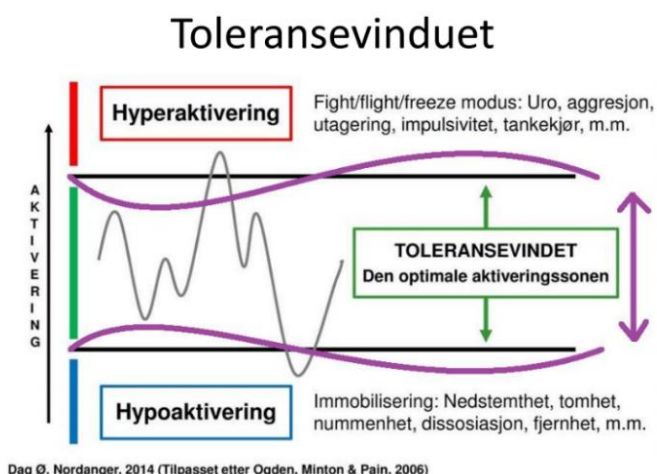 Toleransevinduet
Hyperaktivering
Fight/flight/freeze modus: Uro, aggresjon,
utagering, impulsivitet, tankekjør, m.m.
AKTIVERING
TOLERANSEVINDET
Den optimale aktiveringssonen
Hypoaktivering
Immobilisering: Nedstemthet, tomhet,
nummenhet, dissosiasjon, fjernhet, m.m.
Dag Ø. Nordanger, 2014 (Tilpasset etter Ogden, Minton & Pain, 2006)